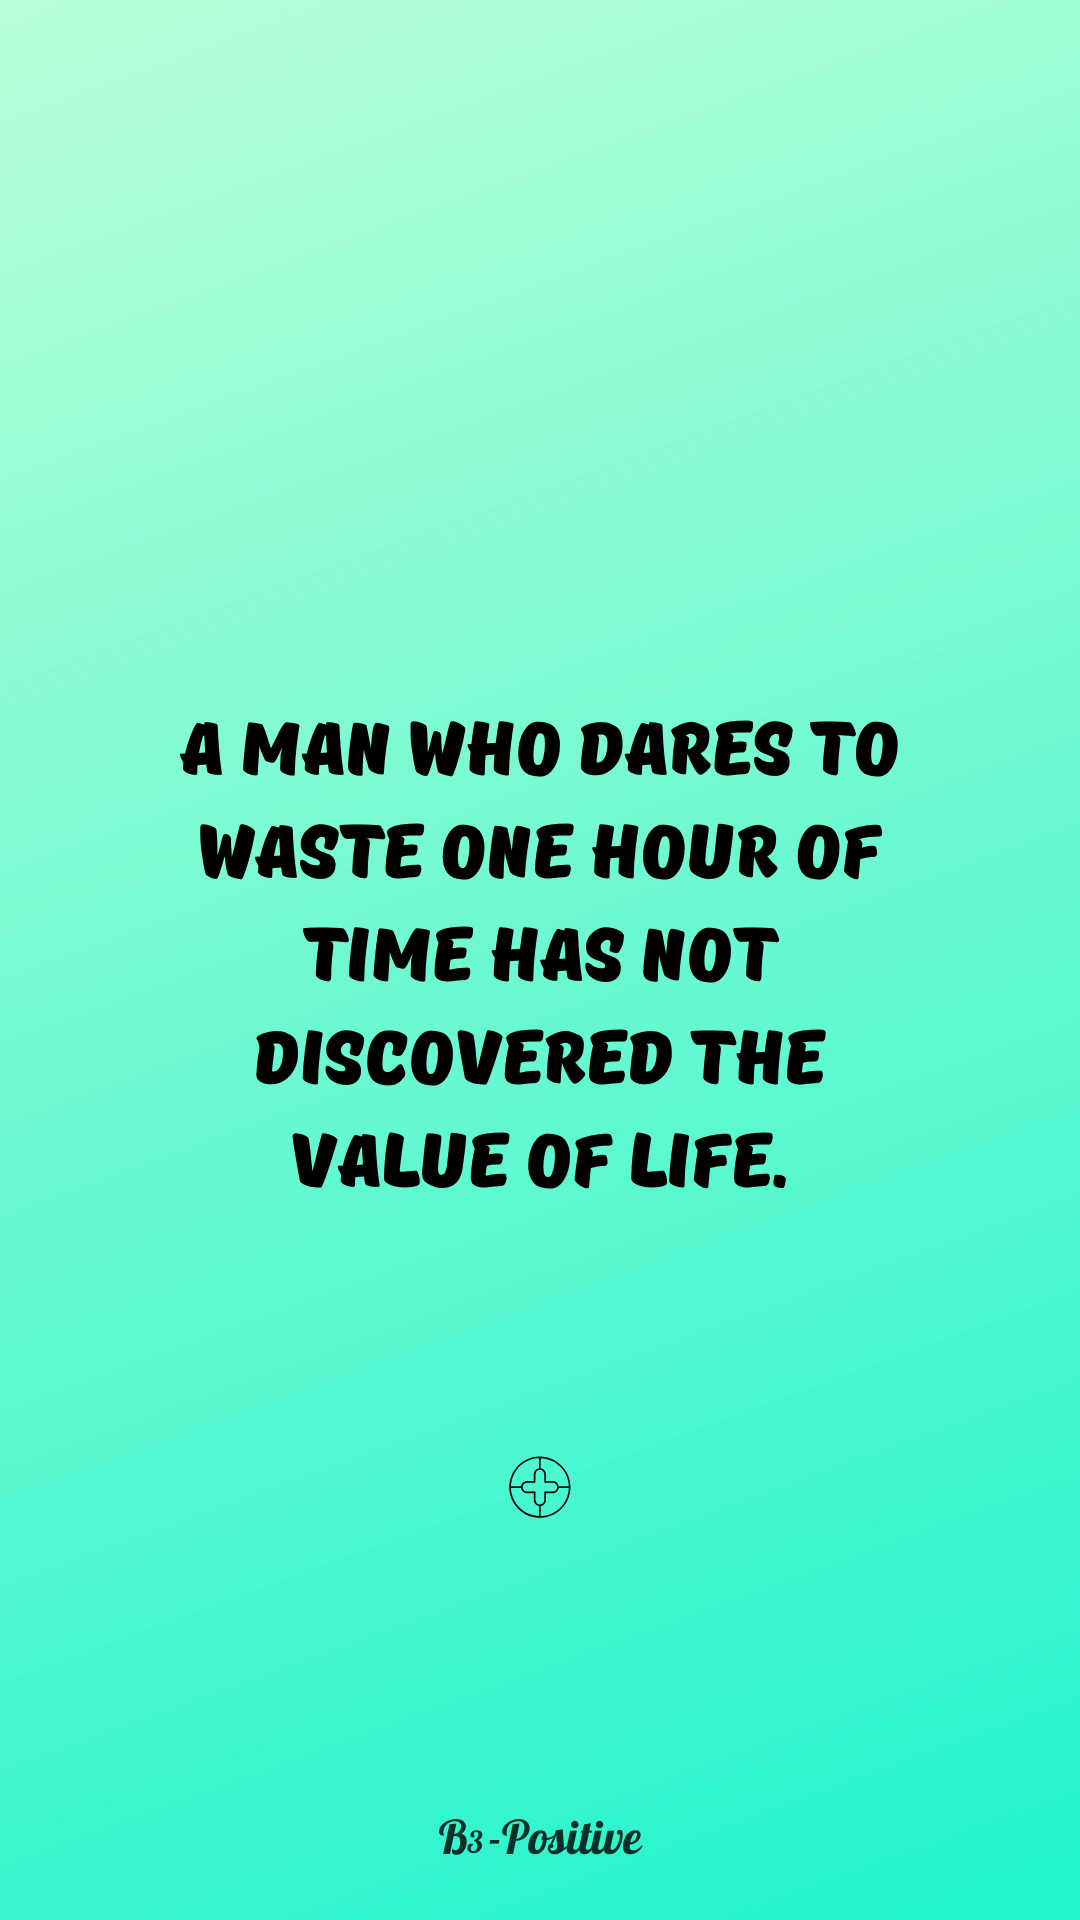 A MAN WHO DARES TO
WASTE ONE HOUR OF
TIME HAS NOT
DISCOVERED THE
VALUE OF LIFE.
B3-Positive